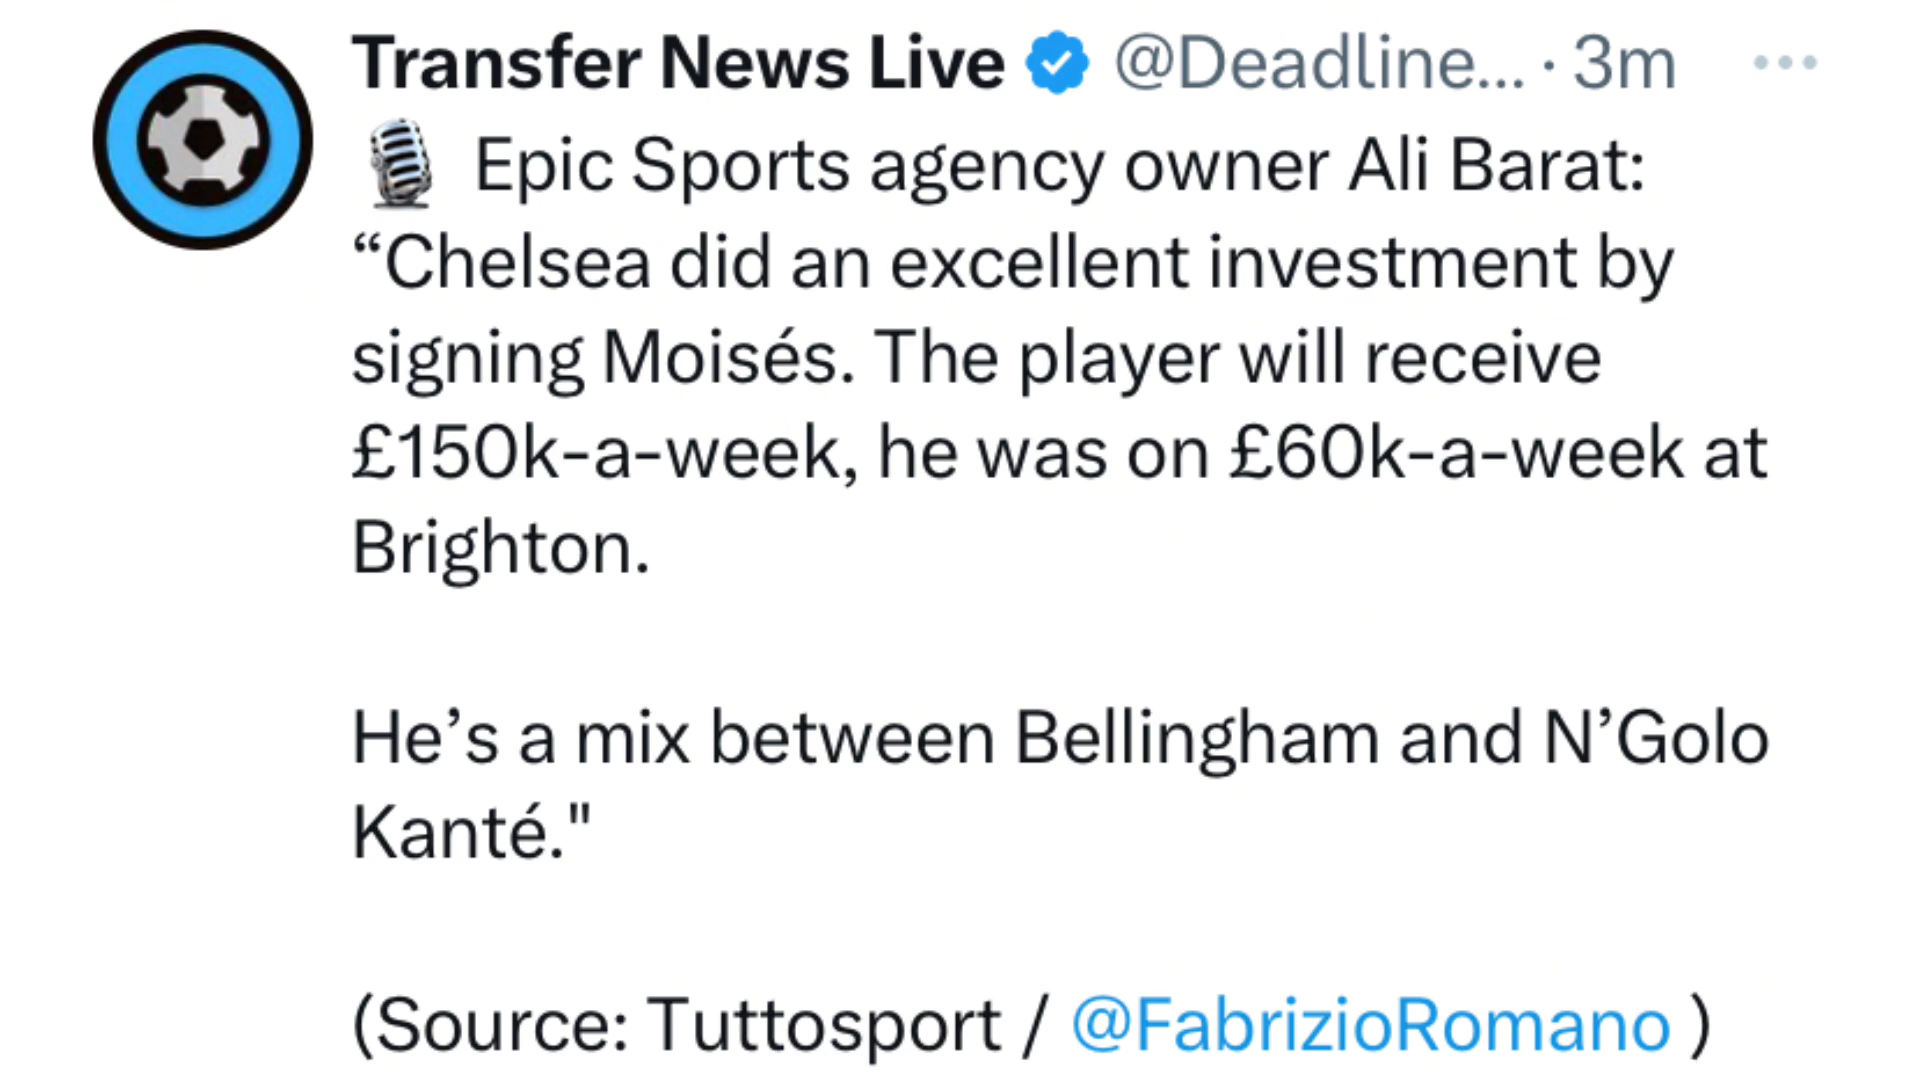 Transfer News Live @Deadline... · 3m ...
🎙 Epic Sports agency owner Ali Barat:
“Chelsea did an excellent investment by
signing Moisés. The player will receive
£150k-a-week, he was on £60k-a-week at
Brighton.
He’s a mix between Bellingham and N’Golo
Kanté."
(Source: Tuttosport / @FabrizioRomano )